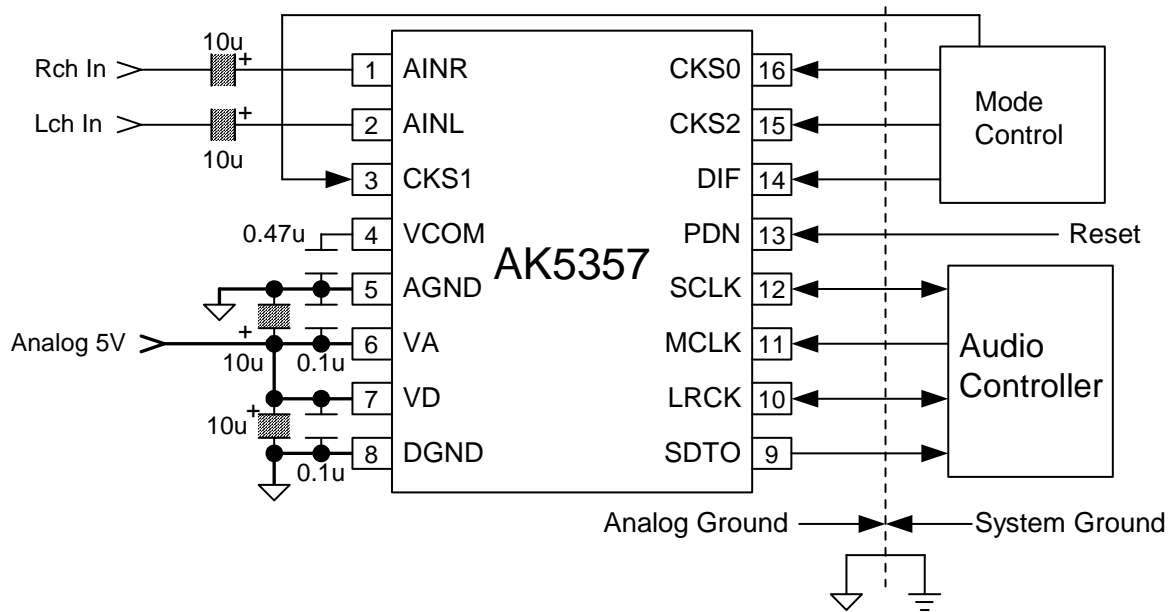 10u
+
Rch In
1
AINR
CKS0
16
Mode
Control
+
Lch In
2
AINL
CKS2
15
10u
3
CKS1
DIF
14
0.47u
4
VCOM
PDN
13
Reset
AK5357
5
AGND
SCLK
12
Analog 5V
+
10u
0.1u
6
VA
MCLK
11
Audio
Controller
7
VD
LRCK
10
10u
+
8
DGND
SDTO
9
0.1u
Analog Ground
System Ground